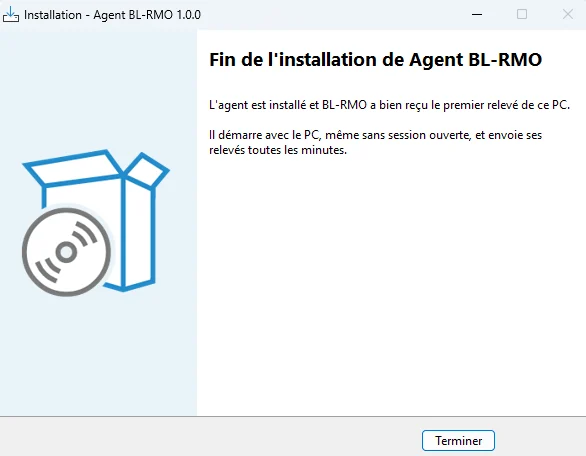 Installation - Agent BL-RMO 1.0.0
Fin de l'installation de Agent BL-RMO
L'agent est installé et BL-RMO a bien reçu le premier relevé de ce PC.
Il démarre avec le PC, même sans session ouverte, et envoie ses
relevés toutes les minutes.
Terminer